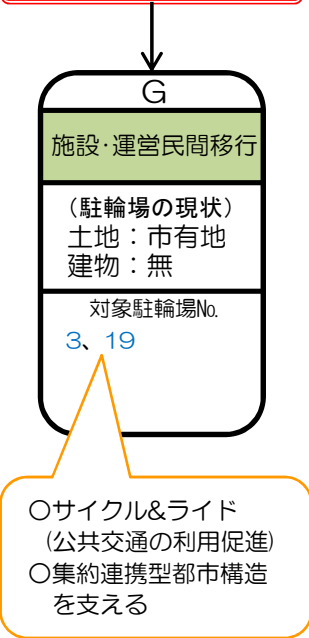 G
施設・運営民間移行
（駐輪場の現状）
土地：市有地
建物：無
対象駐輪場No.
3、19
〇サイクル&ライド
(公共交通の利用促進)
〇集約連携型都市構造
を支える